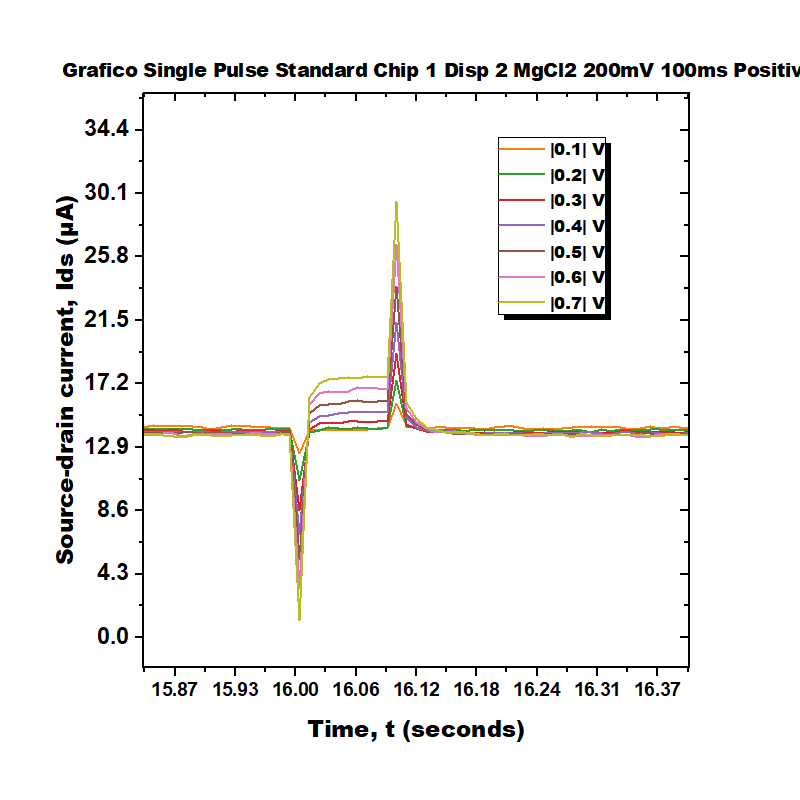 Grafico Single Pulse Standard Chip 1 Disp 2 MgCl2 200mV 100ms Positiv
34.4
30.1
25.8
21.5
17.2
12.9
8.6
4.3
0.0
Source-drain current, Ids (µA)
|0.1| V
|0.2| V
|0.3| V
|0.4| V
|0.5| V
|0.6| V
|0.7| V
15.87 15.93 16.00 16.06 16.12 16.18 16.24 16.31 16.37
Time, t (seconds)